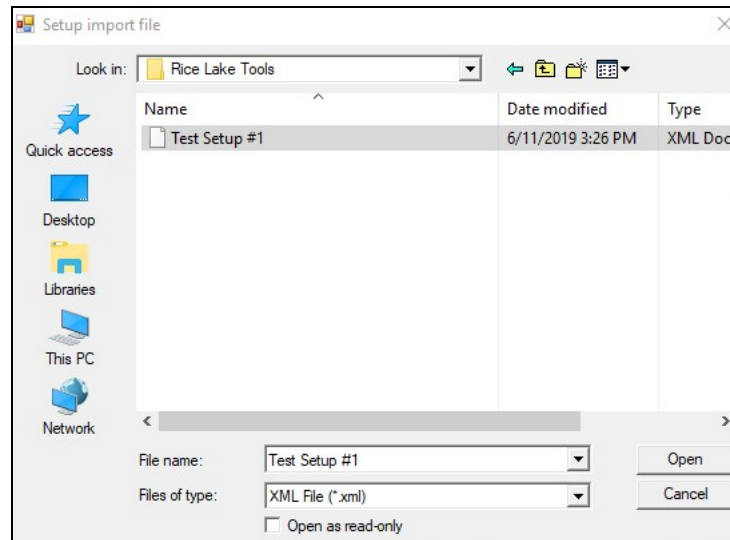 Setup import file
Look in: Rice Lake Tools
Name Date modified Type
Test Setup #1 6/11/2019 3:26 PM XML Doc
Quick access
Desktop
Libraries
This PC
Network
File name: Test Setup #1 Open
Files of type: XML File (*.xml) Cancel
Open as read-only